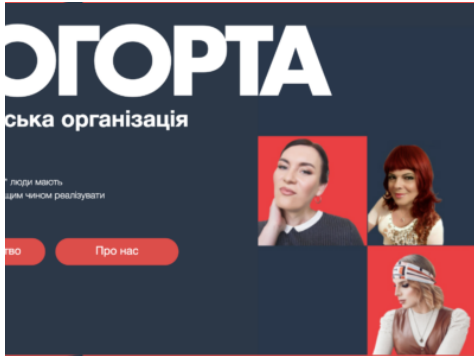 ОГОРТА
ська організація
" люди мають
щим чином реалізувати
тво
Про нас